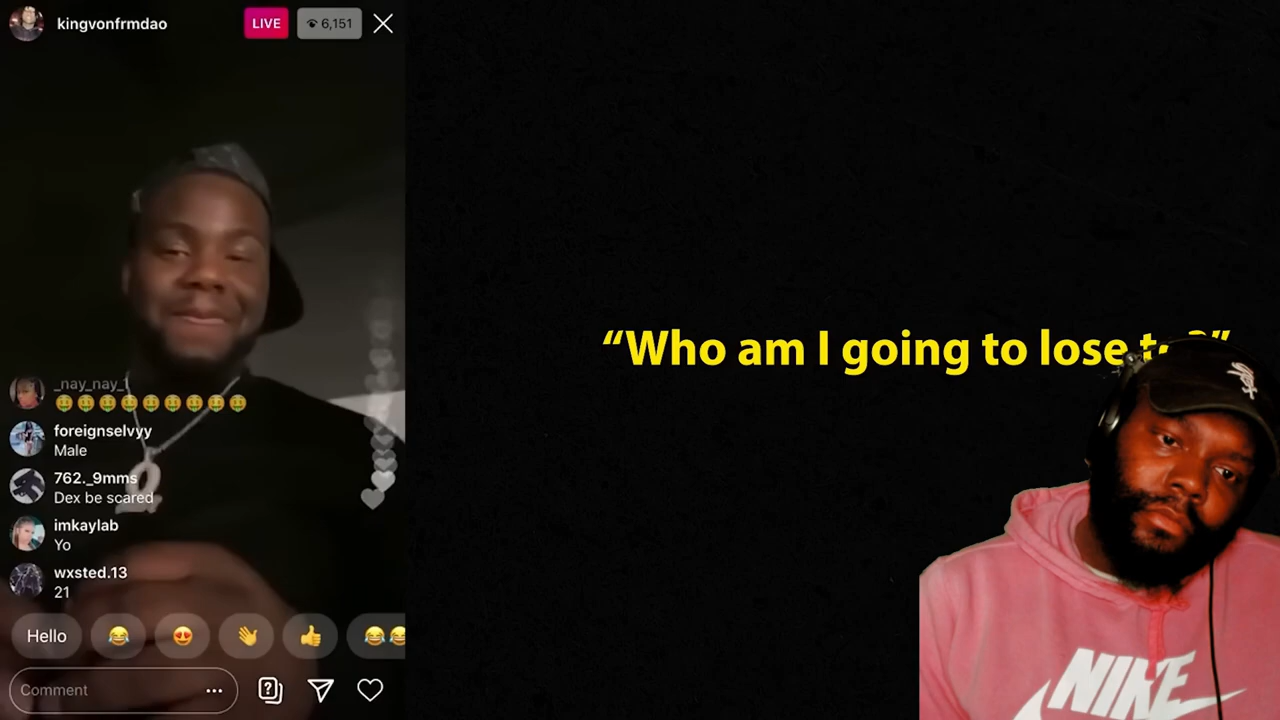 kingvonfrmdao
LIVE
6,151
“Who am I going to lose
_nay_nay_1
foreignselvyy
Male
762._9mms
Dex be scared
imkaylab
Yo
wxsted.13
21
Hello
Comment
NIKE